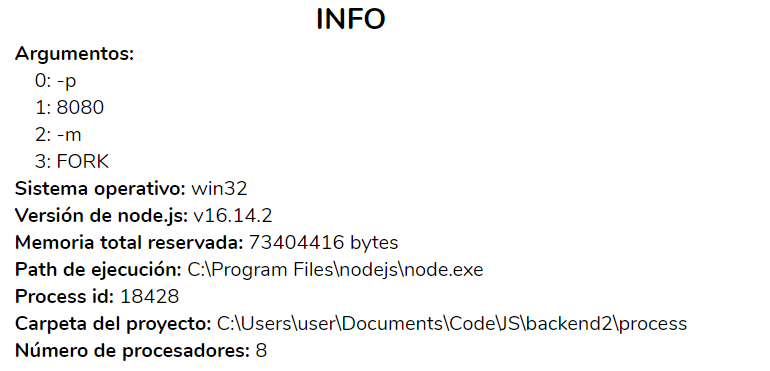 INFO
Argumentos:
0: -p
1: 8080
2: -m
3: FORK
Sistema operativo: win32
Versión de node.js: v16.14.2
Memoria total reservada: 73404416 bytes
Path de ejecución: C:\Program Files\nodejs\node.exe
Process id: 18428
Carpeta del proyecto: C:\Users\user\Documents\Code\JS\backend2\process
Número de procesadores: 8